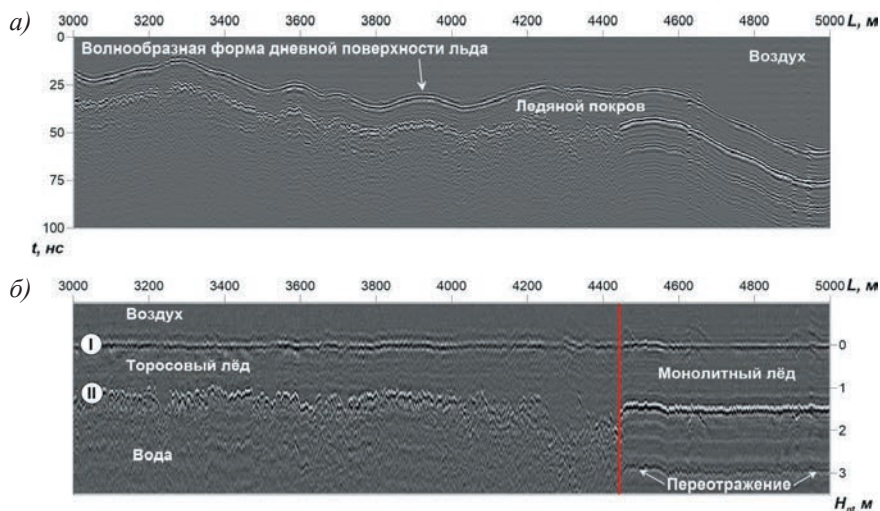 а)
3000 3200 3400 3600 3800 4000 4200 4400 4600 4800 5000 L, м
0
Волнообразная форма дневной поверхности льда
Воздух
25
Ледяной покров
50
75
100
t, нс
б)
3000 3200 3400 3600 3800 4000 4200 4400 4600 4800 5000 L, м
Воздух
I 0
Торосовый лёд Монолитный лёд
II 1
2
Вода
Переотражение 3
м